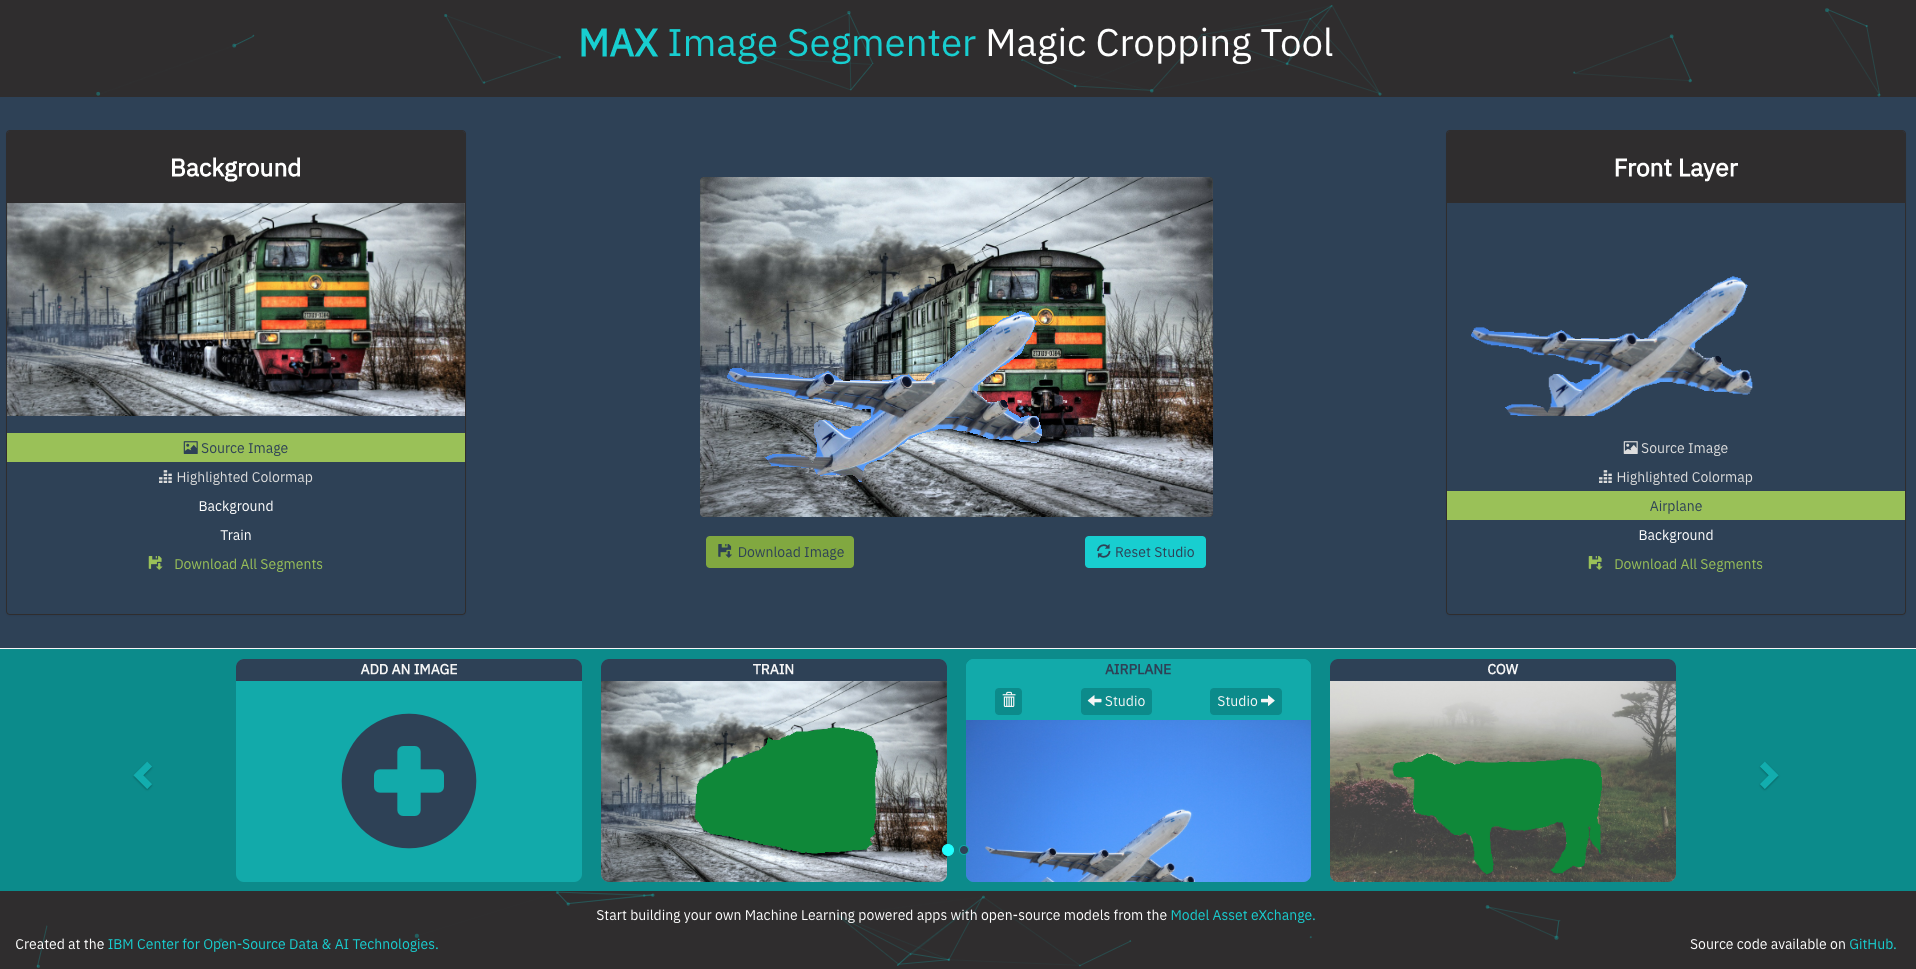 MAX Image Segmenter Magic Cropping Tool
Background
Source Image
Highlighted Colormap
Background
Train
Download All Segments
Download Image
Reset Studio
Front Layer
Source Image
Highlighted Colormap
Airplane
Background
Download All Segments
ADD AN IMAGE
TRAIN
AIRPLANE
Studio
Studio
COW
Start building your own Machine Learning powered apps with open-source models from the Model Asset eXchange.
Created at the IBM Center for Open-Source Data & AI Technologies.
Source code available on GitHub.